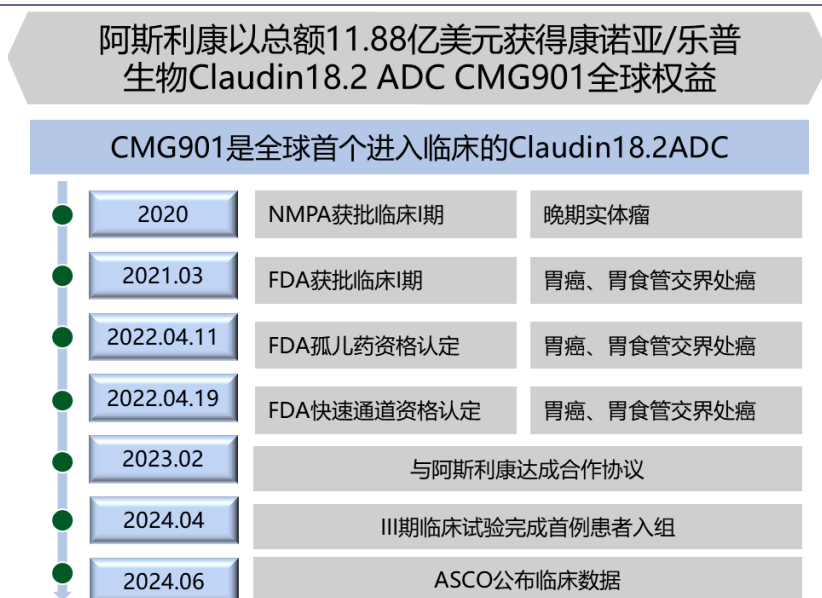 阿斯利康以总额11.88亿美元获得康诺亚/乐普
生物Claudin18.2 ADC CMG901全球权益
CMG901是全球首个进入临床的Claudin18.2ADC
2020 NMPA获批临床I期 晚期实体瘤
2021.03 FDA获批临床I期 胃癌、胃食管交界处癌
2022.04.11 FDA孤儿药资格认定 胃癌、胃食管交界处癌
2022.04.19 FDA快速通道资格认定 胃癌、胃食管交界处癌
2023.02 与阿斯利康达成合作协议
2024.04 III期临床试验完成首例患者入组
2024.06 ASCO公布临床数据